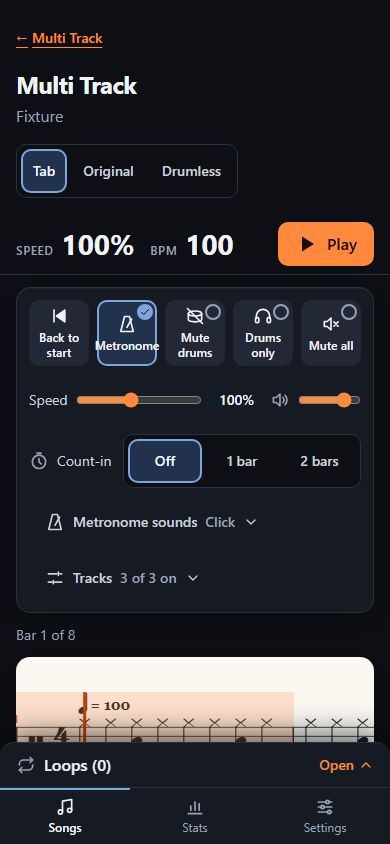 ← Multi Track
Multi Track
Fixture
Tab Original Drumless
SPEED 100% BPM 100 Play
Back to start
Metronome
Mute drums
Drums only
Mute all
Speed 100%
Count-in Off 1 bar 2 bars
Metronome sounds Click
Tracks 3 of 3 on
Bar 1 of 8
= 100
4
Loops (0) Open
Songs Stats Settings